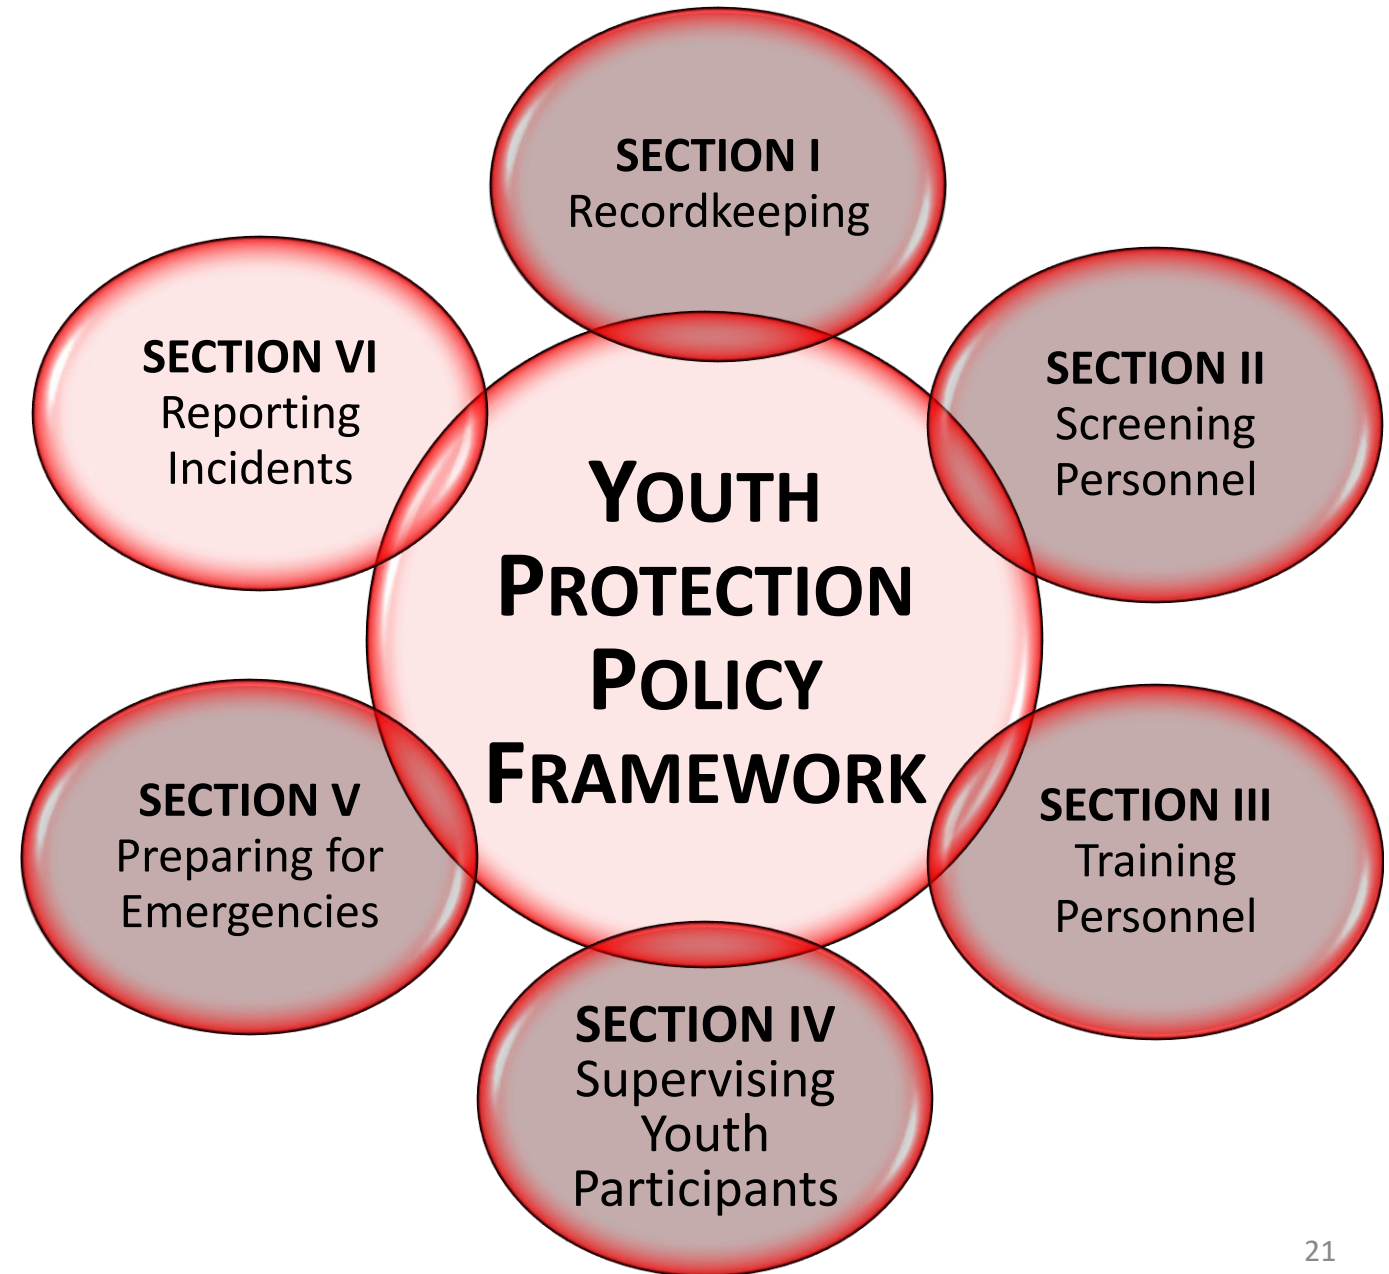 SECTION I
Recordkeeping
SECTION II
Screening
Personnel
SECTION III
Training
Personnel
SECTION IV
Supervising
Youth
Participants
SECTION V
Preparing for
Emergencies
SECTION VI
Reporting
Incidents
YOUTH
PROTECTION
POLICY
FRAMEWORK
21